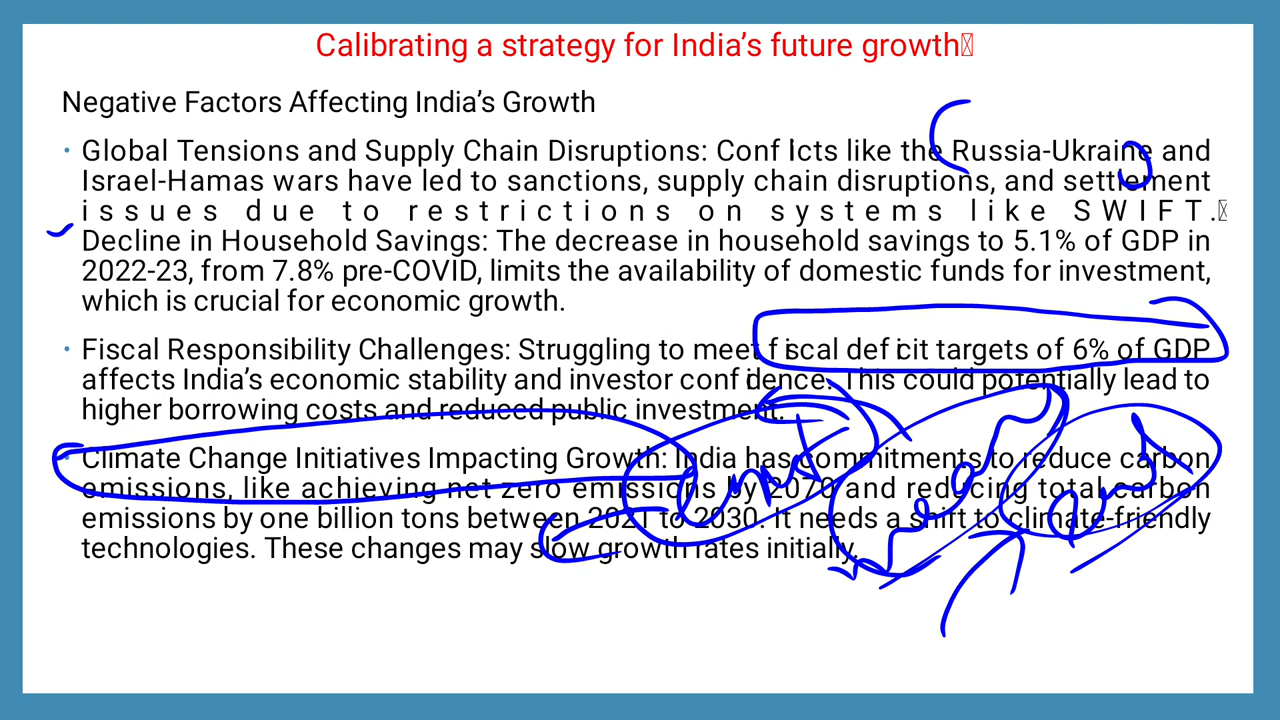 Calibrating a strategy for India’s future growth
Negative Factors Affecting India’s Growth
• Global Tensions and Supply Chain Disruptions: Conflicts like the Russia-Ukraine and
Israel-Hamas wars have led to sanctions, supply chain disruptions, and settlement
issues due to restrictions on systems like SWIFT.
Decline in Household Savings: The decrease in household savings to 5.1% of GDP in
2022-23, from 7.8% pre-COVID, limits the availability of domestic funds for investment,
which is crucial for economic growth.
• Fiscal Responsibility Challenges: Struggling to meet fiscal deficit targets of 6% of GDP
affects India’s economic stability and investor confidence. This could potentially lead to
higher borrowing costs and reduced public investment.
• Climate Change Initiatives Impacting Growth: India has commitments to reduce carbon
emissions, like achieving net zero emissions by 2070 and reducing total carbon
emissions by one billion tons between 2021 to 2030. It needs a shift to climate-friendly
technologies. These changes may slow growth rates initially.